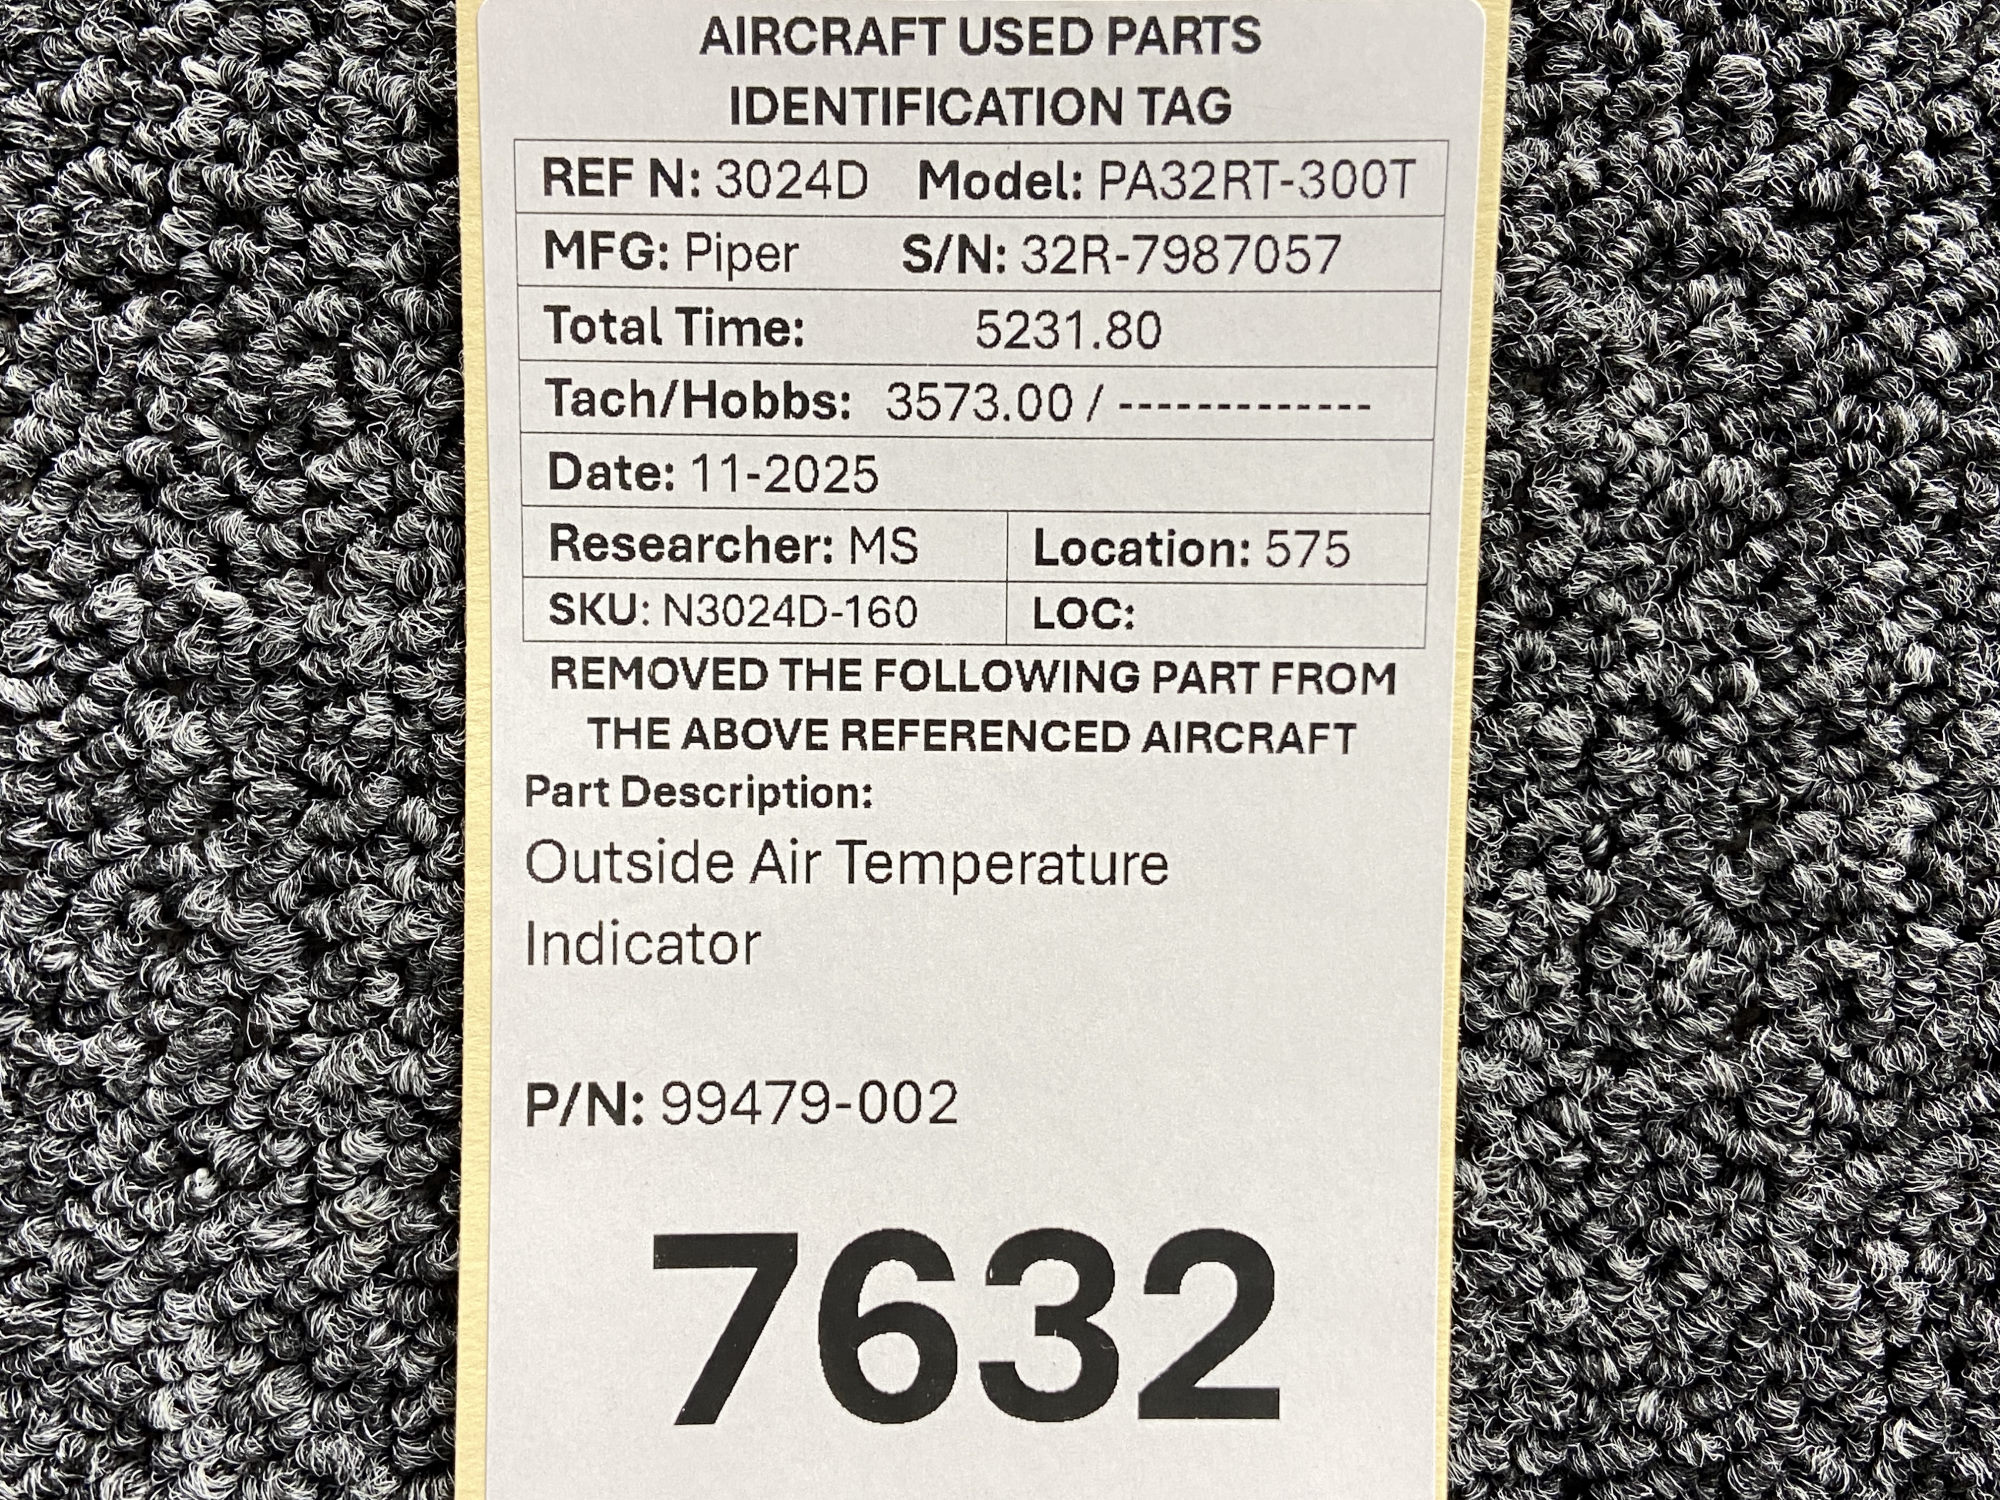 AIRCRAFT USED PARTS
IDENTIFICATION TAG
REF N: 3024D Model: PA32RT-300T
MFG: Piper S/N: 32R-7987057
Total Time: 5231.80
Tach/Hobbs: 3573.00 / -------------
Date: 11-2025
Researcher: MS Location: 575
SKU: N3024D-160 LOC:
REMOVED THE FOLLOWING PART FROM
THE ABOVE REFERENCED AIRCRAFT
Part Description:
Outside Air Temperature
Indicator
P/N: 99479-002
7632